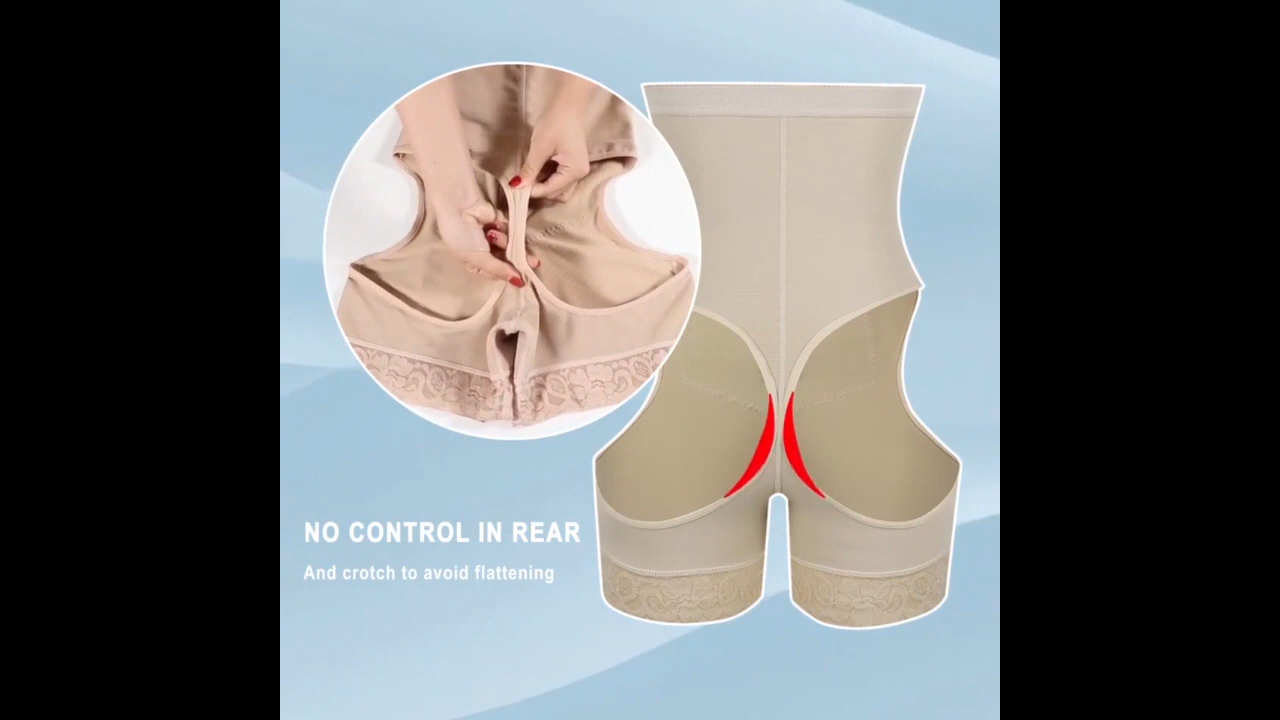 NO CONTROL IN REAR
And crotch to avoid flattening